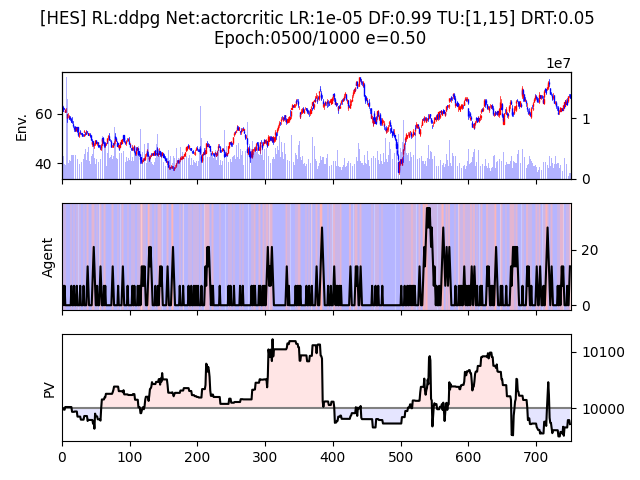 [HES] RL:ddpg Net:actorcritic LR:1e-05 DF:0.99 TU:[1,15] DRT:0.05
Epoch:0500/1000 e=0.50
1e7
Env.
60
40
1
0
Agent
20
0
PV
10100
10000
0 100 200 300 400 500 600 700